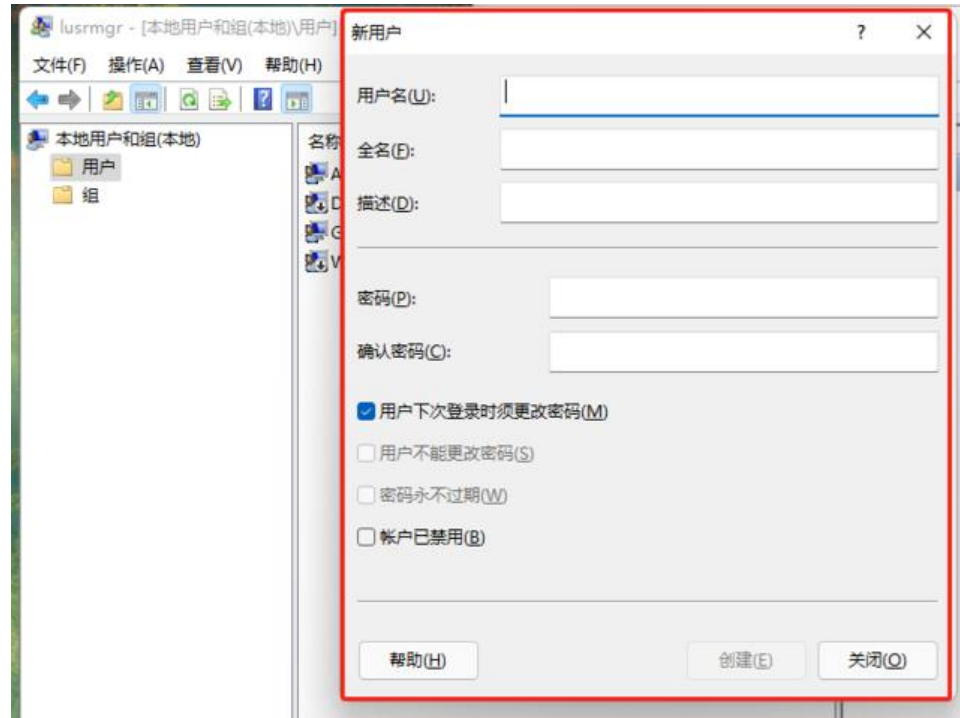 lusrmgr - [本地用户和组(本地)\用户]
文件(F) 操作(A) 查看(V) 帮助(H)
本地用户和组(本地)
用户
组
名称
A
D
G
W
新用户
用户名(U):
全名(F):
描述(D):
密码(P):
确认密码(C):
用户下次登录时须更改密码(M)
用户不能更改密码(S)
密码永不过期(W)
帐户已禁用(B)
帮助(H)
创建(E)
关闭(O)